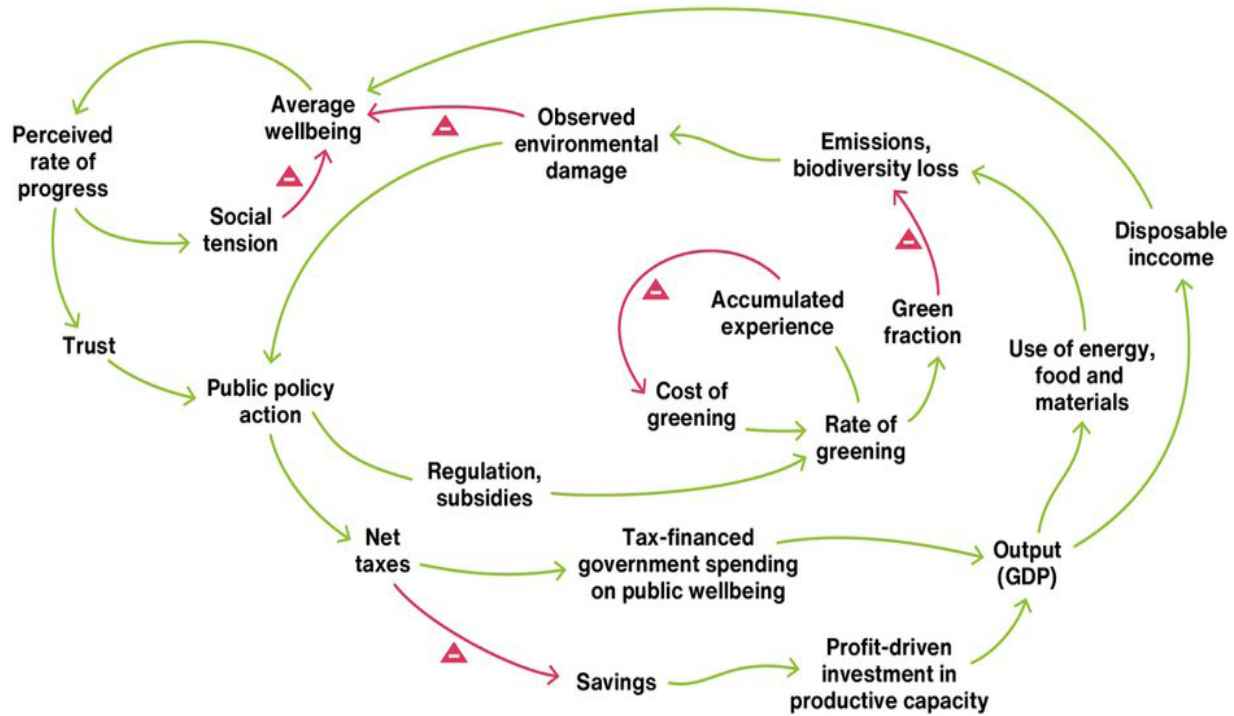 Average
wellbeing
Perceived
rate of
progress
Observed
environmental
damage
Emissions,
biodiversity loss
Social
tension
Disposable
inccome
Accumulated
experience
Green
fraction
Trust
Use of energy,
food and
materials
Public policy
action
Cost of
greening
Rate of
greening
Regulation,
subsidies
Net
taxes
Tax-financed
government spending
on public wellbeing
Output
(GDP)
Profit-driven
investment in
productive capacity
Savings